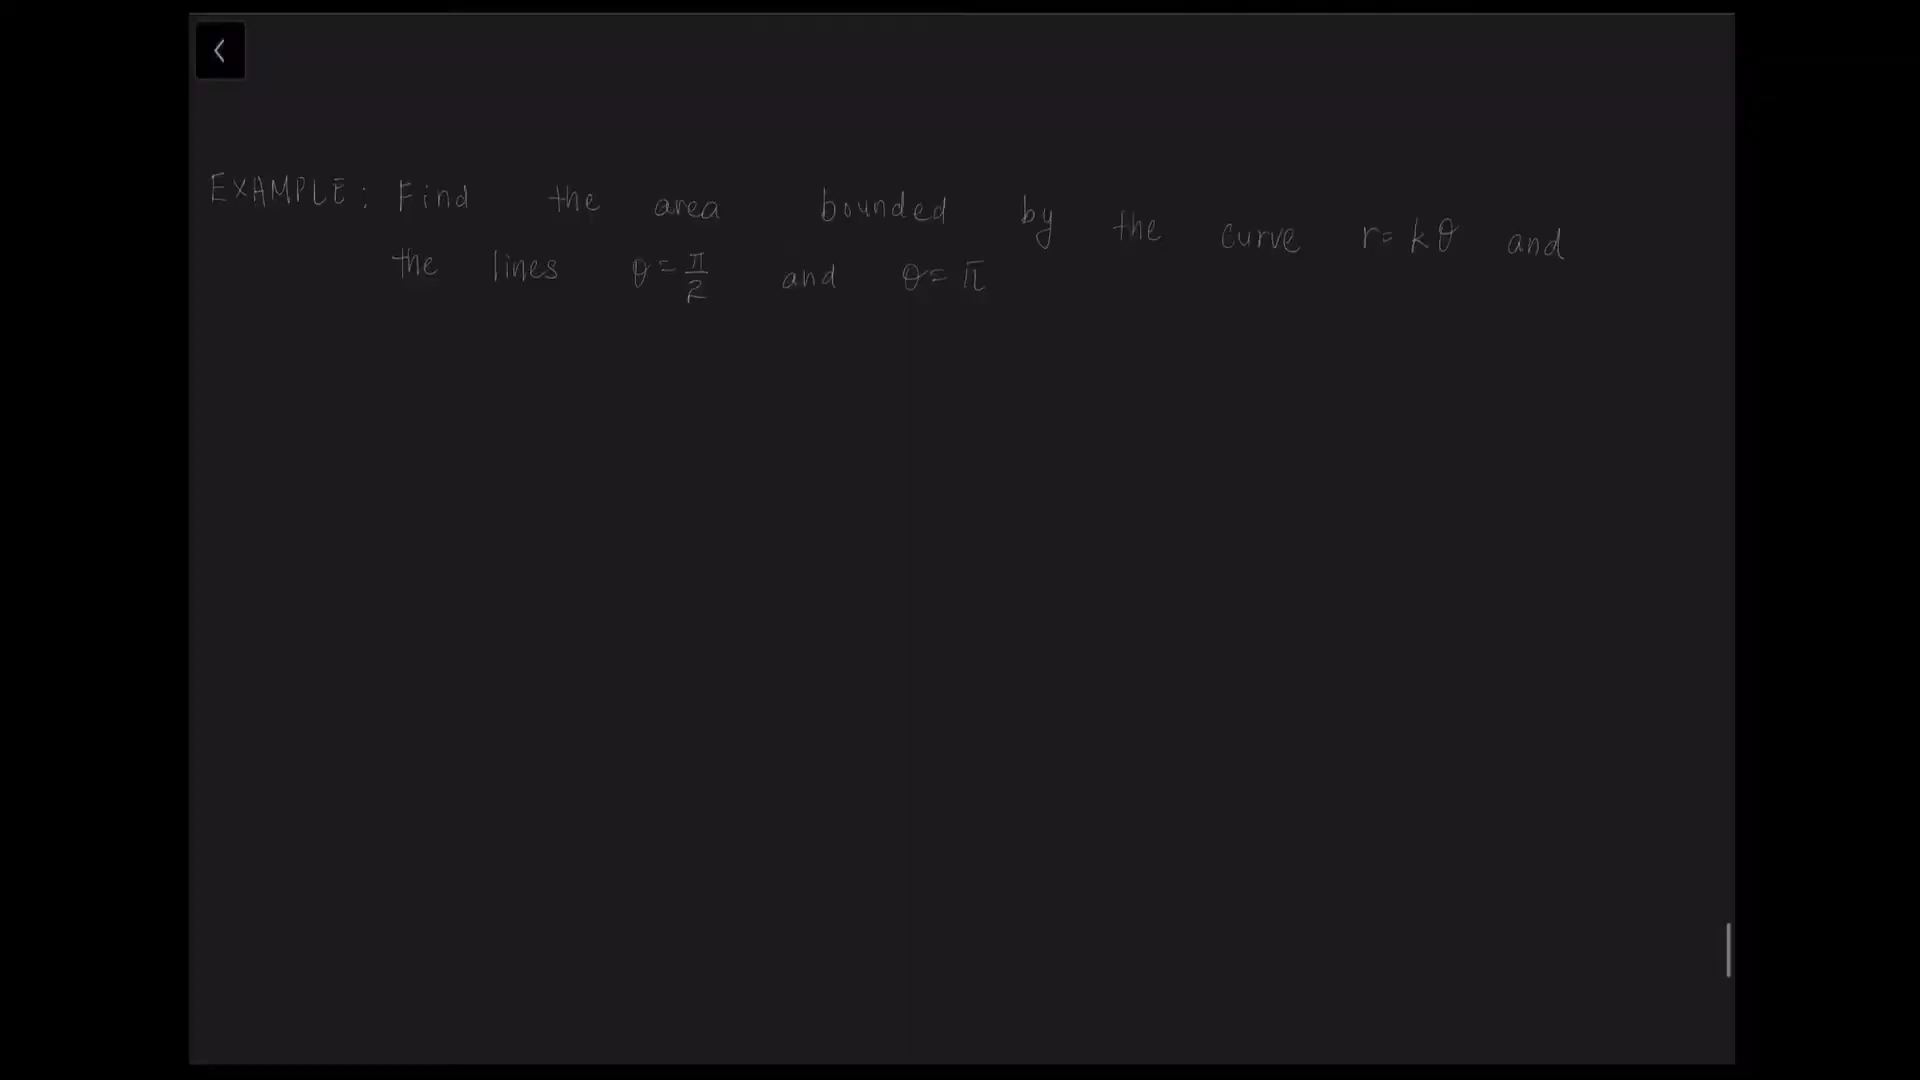 EXAMPLE: Find the area bounded by the curve r = kθ and
the lines θ = π/2 and θ = π